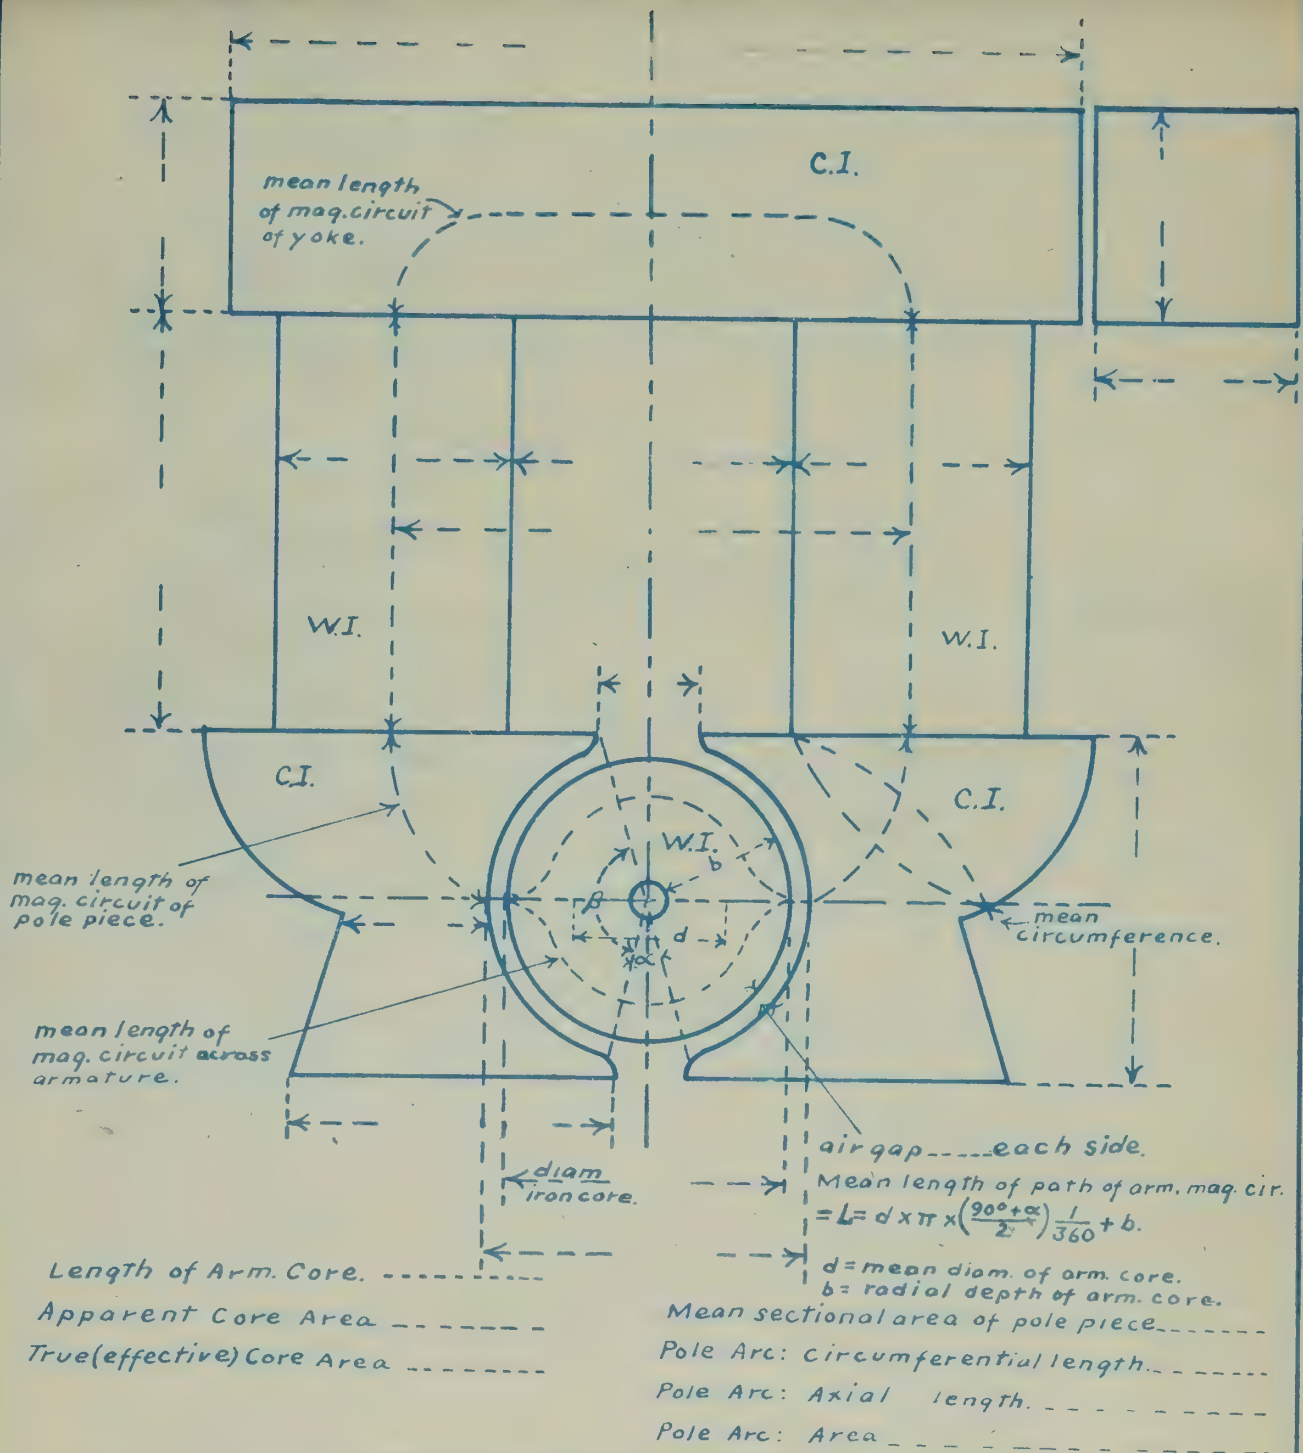 C.I.
mean length
of mag. circuit
of yoke.
W.I.
W.I.
C.I.
C.I.
W.I.
b
β
d
α
mean length of
mag. circuit of
pole piece.
mean
circumference.
mean length of
mag. circuit across
armature.
air gap-----each side.
diam
iron core.
Mean length of path of arm. mag. cir.
= L = d × π × (90° + α / 2) 1/360 + b.
d = mean diam. of arm. core.
b = radial depth of arm. core.
Length of Arm. Core. ----------
Apparent Core Area ---------
True (effective) Core Area --------
Mean sectional area of pole piece--------
Pole Arc: Circumferential length.--------
Pole Arc: Axial length. ---------
Pole Arc: Area ---------